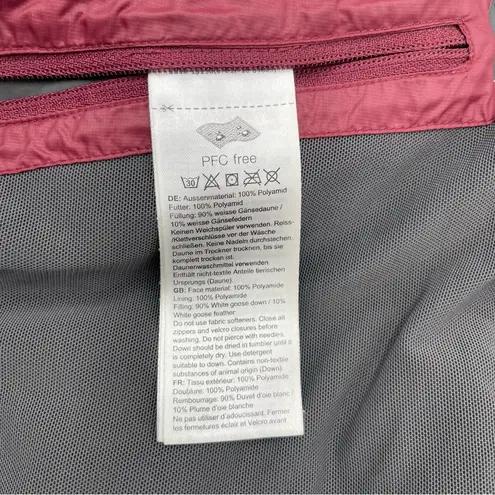 PFC free
30
DE: Aussenmaterial: 100% Polyamid
Futter: 100% Polyamid
Füllung: 90% weisse Gänsedaune /
10% weisse Gänsefedern
Keinen Weichspüler verwenden. Reiss-
/Klettverschlüsse vor der Wäsche
schließen. Keine Nadeln durchstechen.
Daune im Trockner trocknen, bis sie
komplett trocken ist.
Daunenwaschmittel verwenden
Enthält nicht-textile Anteile tierischen
Ursprungs (Daune).
GB: Face material: 100% Polyamide
Lining: 100% Polyamide
Filling: 90% White goose down / 10%
White goose feather
Do not use fabric softeners. Close all
zippers and velcro closures before
washing. Do not pierce with needles.
Down should be dried in tumbler until it
is completely dry. Use detergent
suitable to down. Contains non-textile
substances of animal origin (Down).
FR: Tissu extérieur: 100% Polyamide
Doublure: 100% Polyamide
Rembourrage: 90% Duvet d'oie blanc /
10% Plume d'oie blanche
Ne pas utiliser d'adoucissant. Fermer
les fermetures éclair et Velcro avant